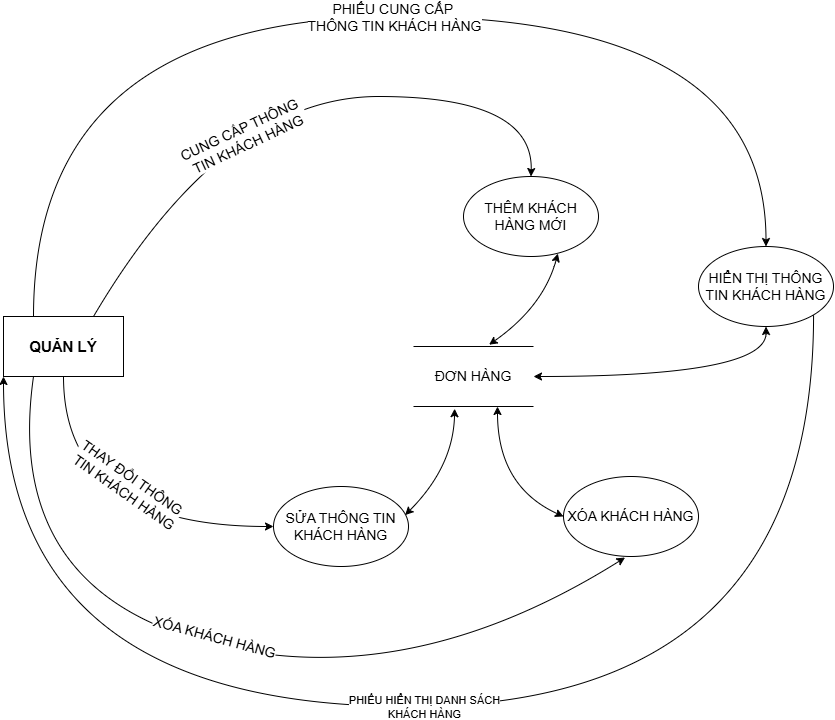 PHIẾU CUNG CẤP
THÔNG TIN KHÁCH HÀNG
CUNG CẤP THÔNG
TIN KHÁCH HÀNG
THÊM KHÁCH
HÀNG MỚI
HIỂN THỊ THÔNG
TIN KHÁCH HÀNG
QUẢN LÝ
ĐƠN HÀNG
THAY ĐỔI THÔNG
TIN KHÁCH HÀNG
SỬA THÔNG TIN
KHÁCH HÀNG
XÓA KHÁCH HÀNG
XÓA KHÁCH HÀNG
PHIẾU HIỂN THỊ DANH SÁCH
KHÁCH HÀNG